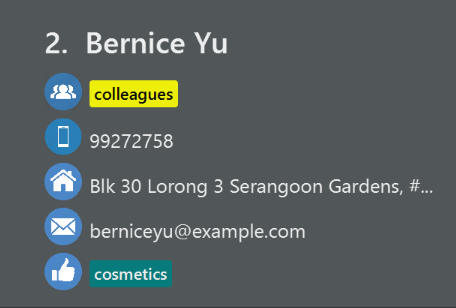 2. Bernice Yu
colleagues
99272758
Blk 30 Lorong 3 Serangoon Gardens, #...
berniceyu@example.com
cosmetics